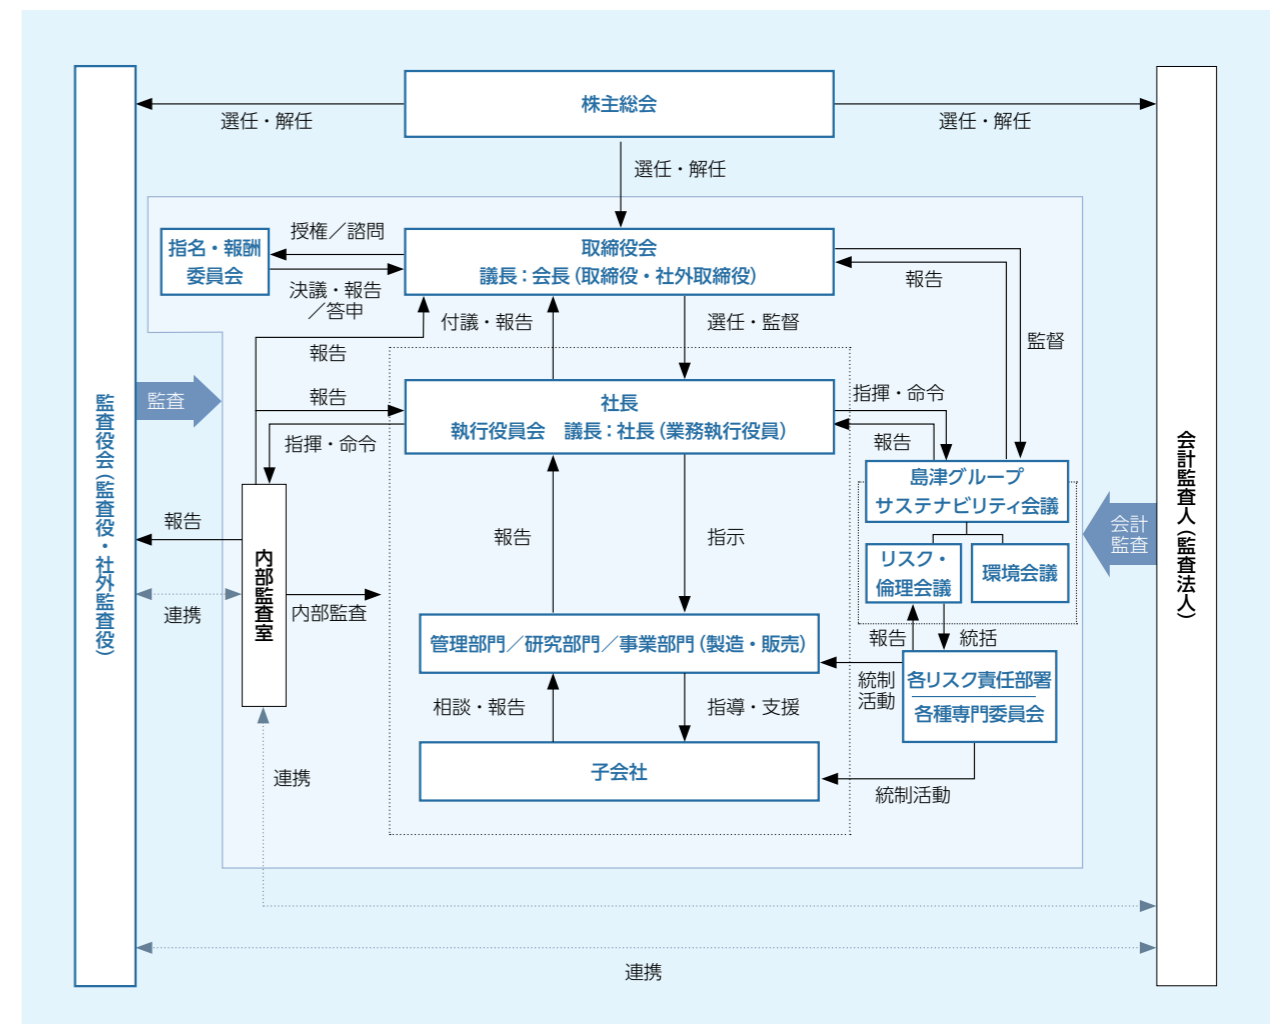 株主総会
選任・解任
選任・解任
選任・解任
指名・報酬
委員会
授権／諮問
決議・報告
／答申
取締役会
議長：会長（取締役・社外取締役）
報告
監督
報告
付議・報告
選任・監督
監査
報告
指揮・命令
社長
執行役員会　議長：社長（業務執行役員）
指揮・命令
報告
島津グループ
サステナビリティ会議
リスク・
倫理会議
環境会議
監査役会（監査役・社外監査役）
会計監査人（監査法人）
会計
監査
報告
連携
内部監査室
内部監査
報告
指示
管理部門／研究部門／事業部門（製造・販売）
報告
統括
統制
活動
各リスク責任部署
各種専門委員会
相談・報告
指導・支援
子会社
統制活動
連携
連携